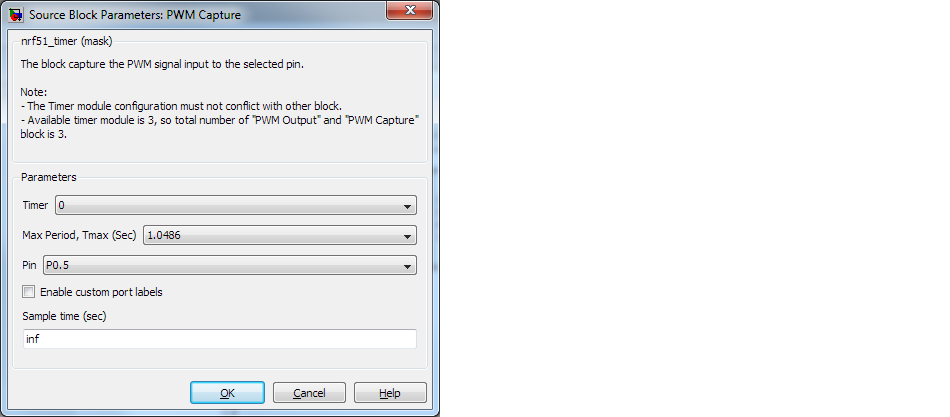 Source Block Parameters: PWM Capture
nrf51_timer (mask)
The block capture the PWM signal input to the selected pin.
Note:
- The Timer module configuration must not conflict with other block.
- Available timer module is 3, so total number of "PWM Output" and "PWM Capture"
block is 3.
Parameters
Timer 0
Max Period, Tmax (Sec) 1.0486
Pin P0.5
Enable custom port labels
Sample time (sec)
inf
OK Cancel Help